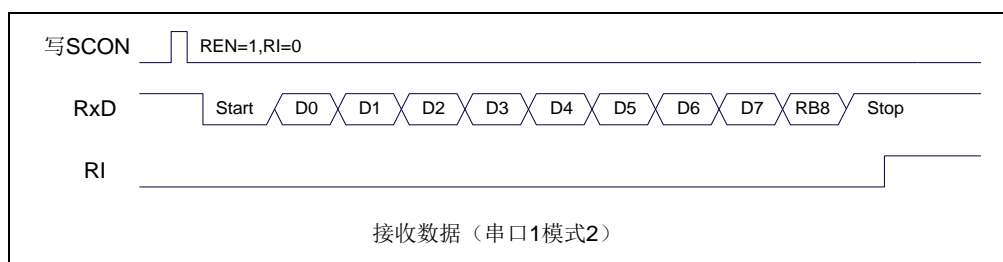 写SCON REN=1,RI=0
RxD Start D0 D1 D2 D3 D4 D5 D6 D7 RB8 Stop
RI
接收数据（串口1模式2）